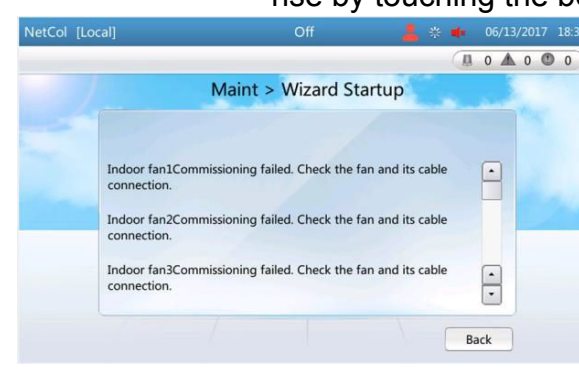 rise by touching the
NetCol [Local] Off 06/13/2017
0 0 0
Maint > Wizard Startup
Indoor fan1Commissioning failed. Check the fan and its cable
connection.
Indoor fan2Commissioning failed. Check the fan and its cable
connection.
Indoor fan3Commissioning failed. Check the fan and its cable
connection.
Back